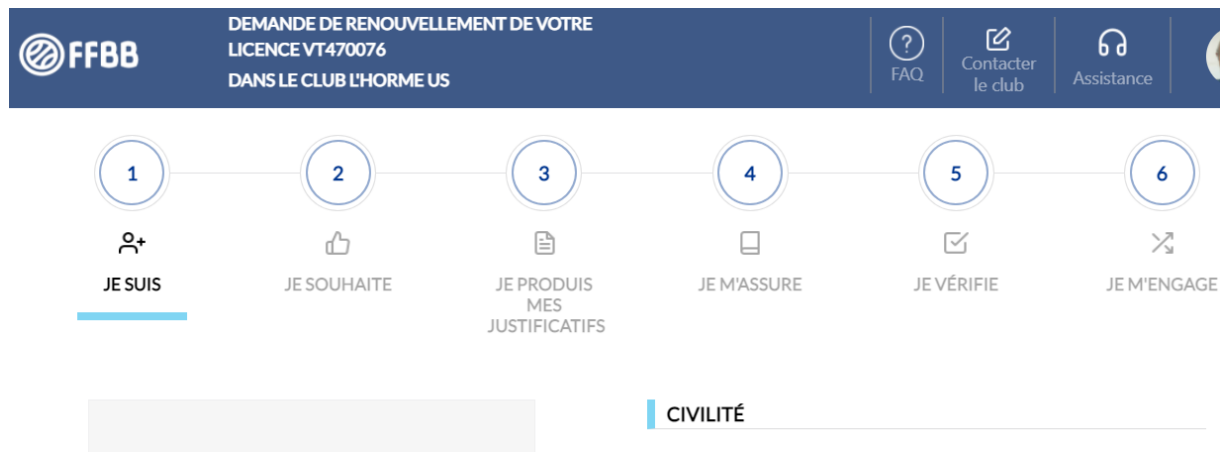 FFBB
DEMANDE DE RENOUVELLEMENT DE VOTRE
LICENCE VT470076
DANS LE CLUB L'HORME US
?
FAQ
Contacter
le club
Assistance
1
2
3
4
5
6
JE SUIS
JE SOUHAITE
JE PRODUIS
MES
JUSTIFICATIFS
JE M'ASSURE
JE VÉRIFIE
JE M'ENGAGE
CIVILITÉ